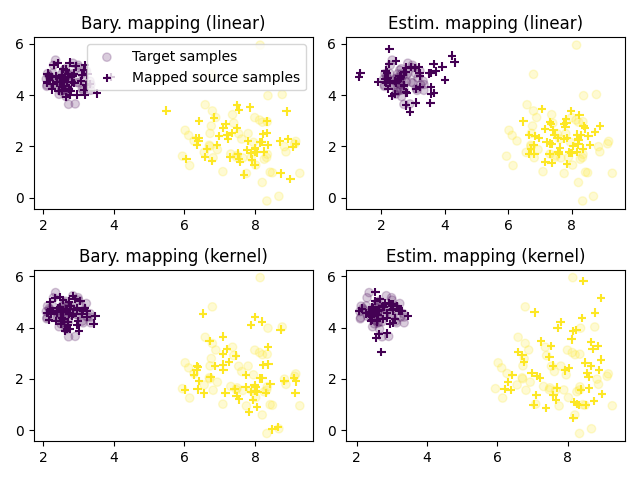 Bary. mapping (linear)
Estim. mapping (linear)
6
4
2
0
Target samples
Mapped source samples
2 4 6 8
6
4
2
0
2 4 6 8
Bary. mapping (kernel)
Estim. mapping (kernel)
6
4
2
0
2 4 6 8
6
4
2
0
2 4 6 8